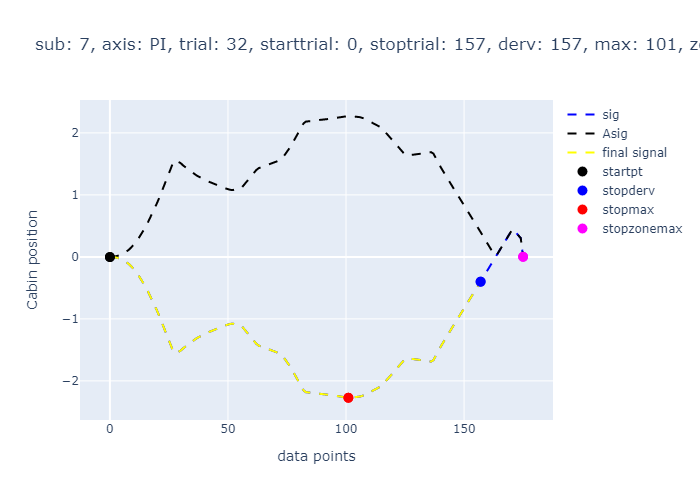 sub: 7, axis: PI, trial: 32, starttrial: 0, stoptrial: 157, derv: 157, max: 101,
sig
Asig
final signal
startpt
stopderv
stopmax
stopzonemax
Cabin position
2
1
0
−1
−2
0
50
100
150
data points